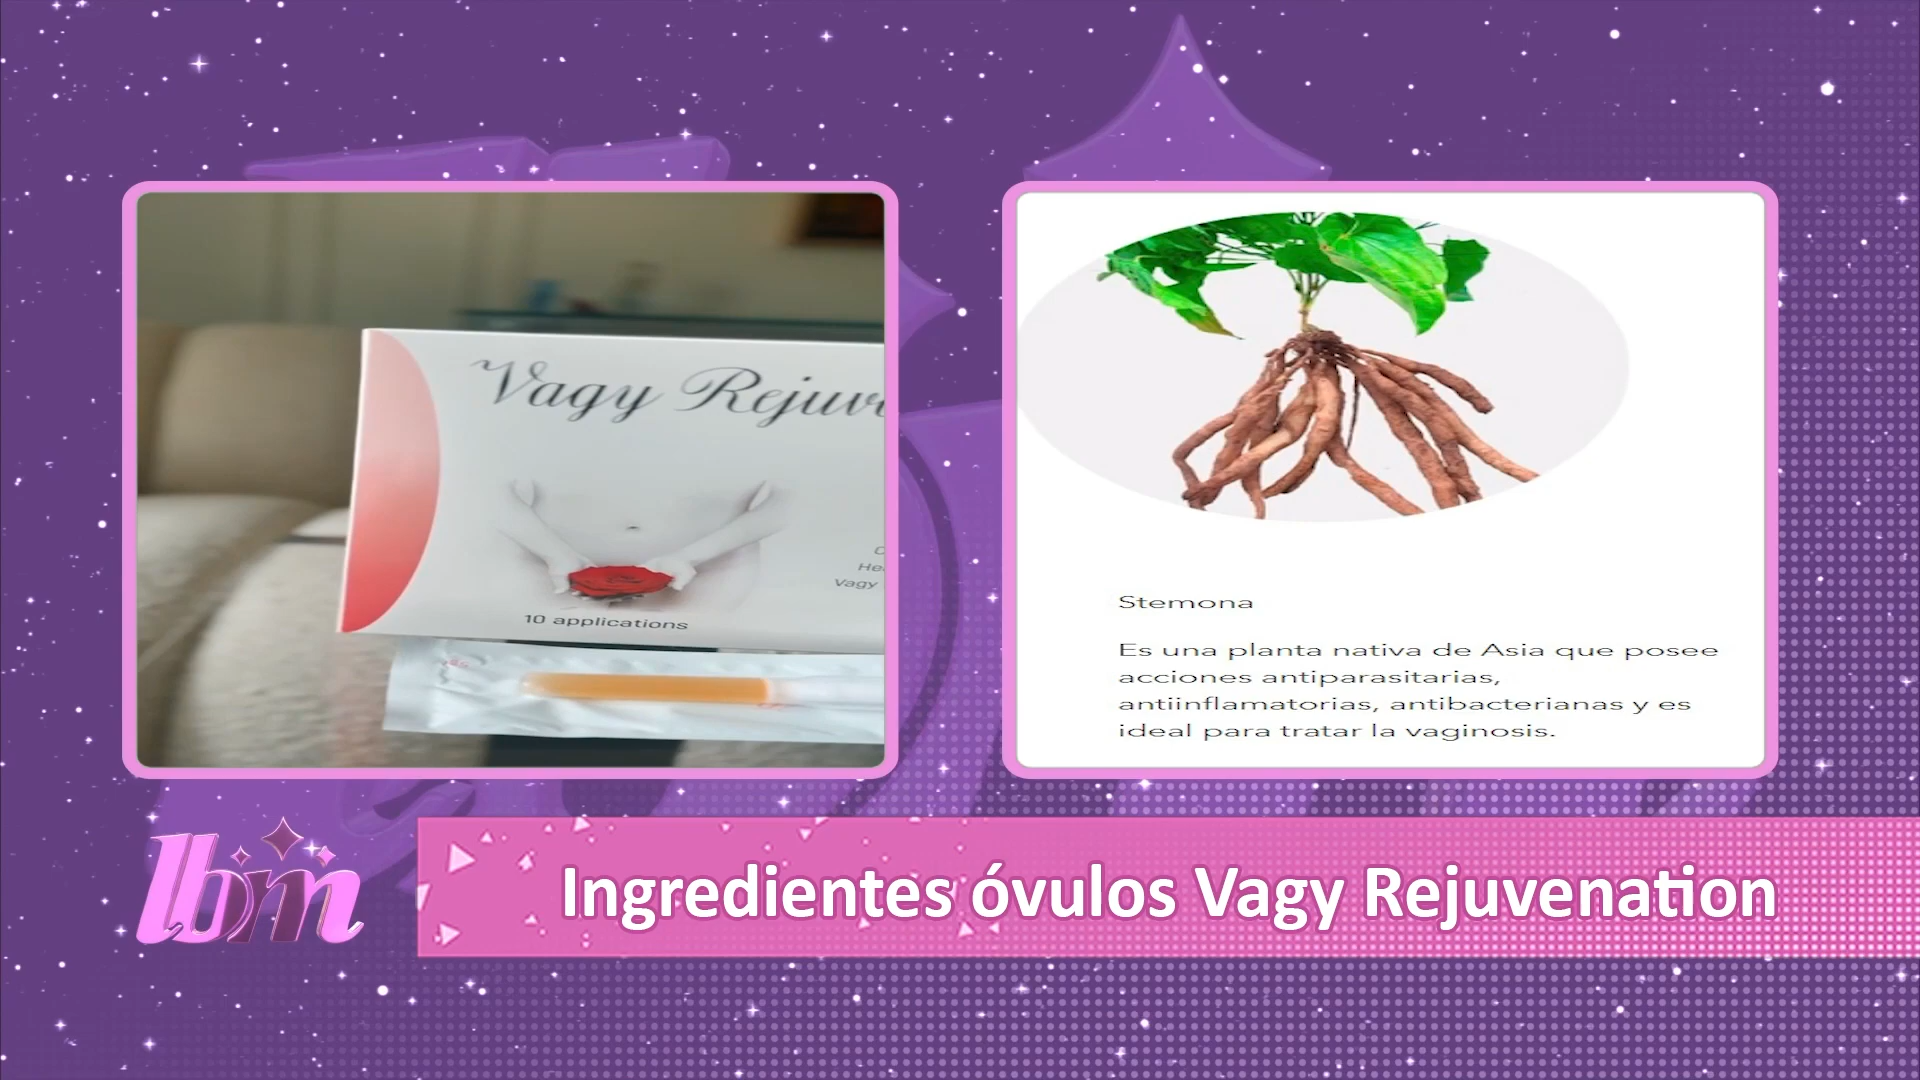 Vagy Rejuv
Vagy
10 applications
Stemona
Es una planta nativa de Asia que posee
acciones antiparasitarias,
antiinflamatorias, antibacterianas y es
ideal para tratar la vaginosis.
lbm
Ingredientes óvulos Vagy Rejuvenation